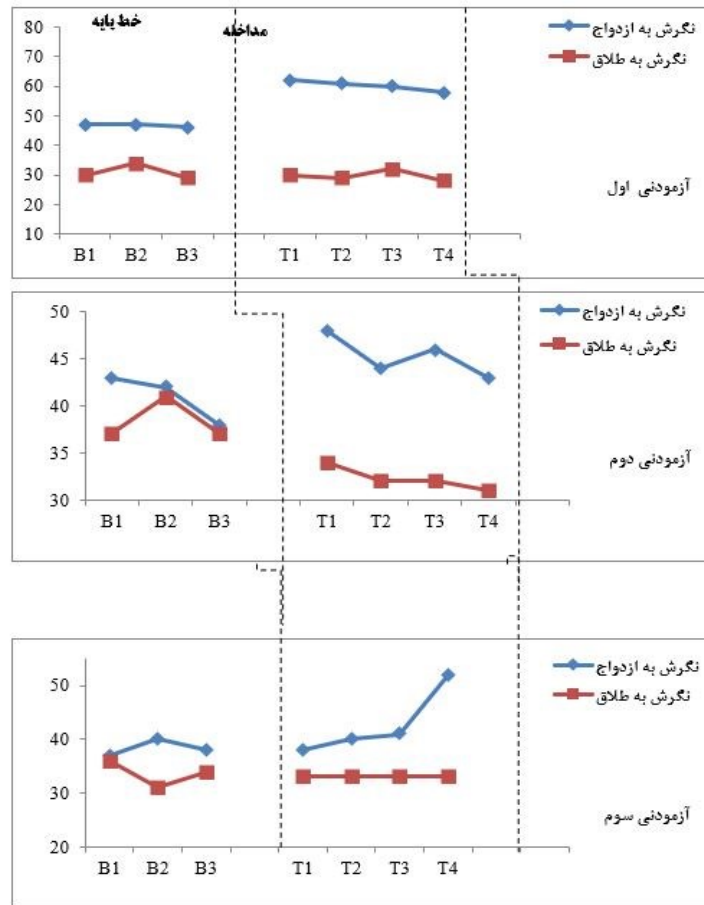 خط پایه
مداخله
نگرش به ازدواج
نگرش به طلاق
80
70
60
50
40
30
20
10
B1 B2 B3 T1 T2 T3 T4
آزمودنی اول
نگرش به ازدواج
نگرش به طلاق
50
45
40
35
30
B1 B2 B3 T1 T2 T3 T4
آزمودنی دوم
نگرش به ازدواج
نگرش به طلاق
50
40
30
20
B1 B2 B3 T1 T2 T3 T4
آزمودنی سوم